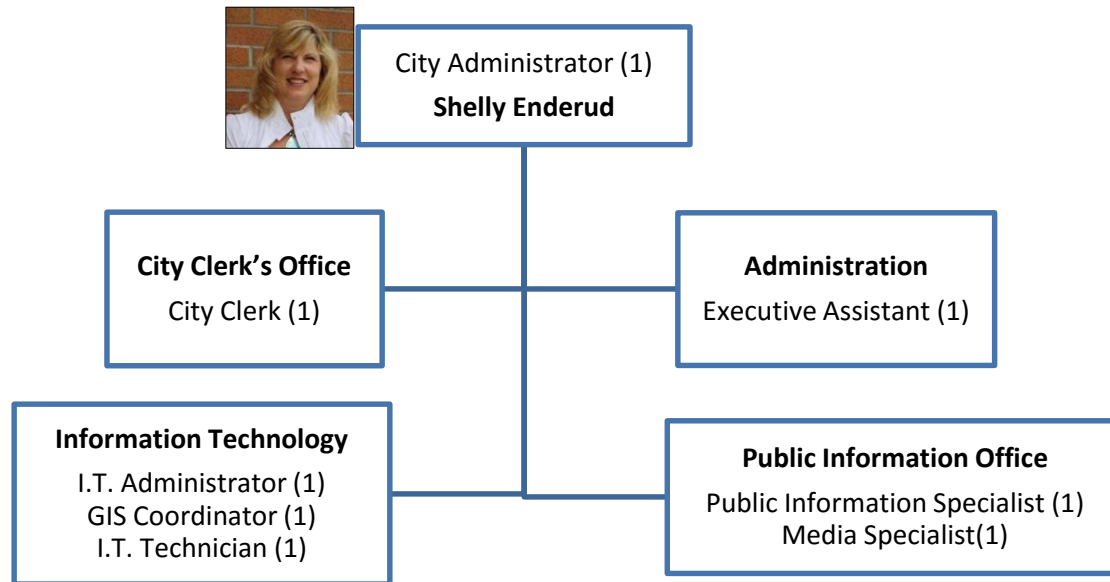 City Administrator (1)
Shelly Enderud
City Clerk’s Office
City Clerk (1)
Administration
Executive Assistant (1)
Information Technology
I.T. Administrator (1)
GIS Coordinator (1)
I.T. Technician (1)
Public Information Office
Public Information Specialist (1)
Media Specialist(1)